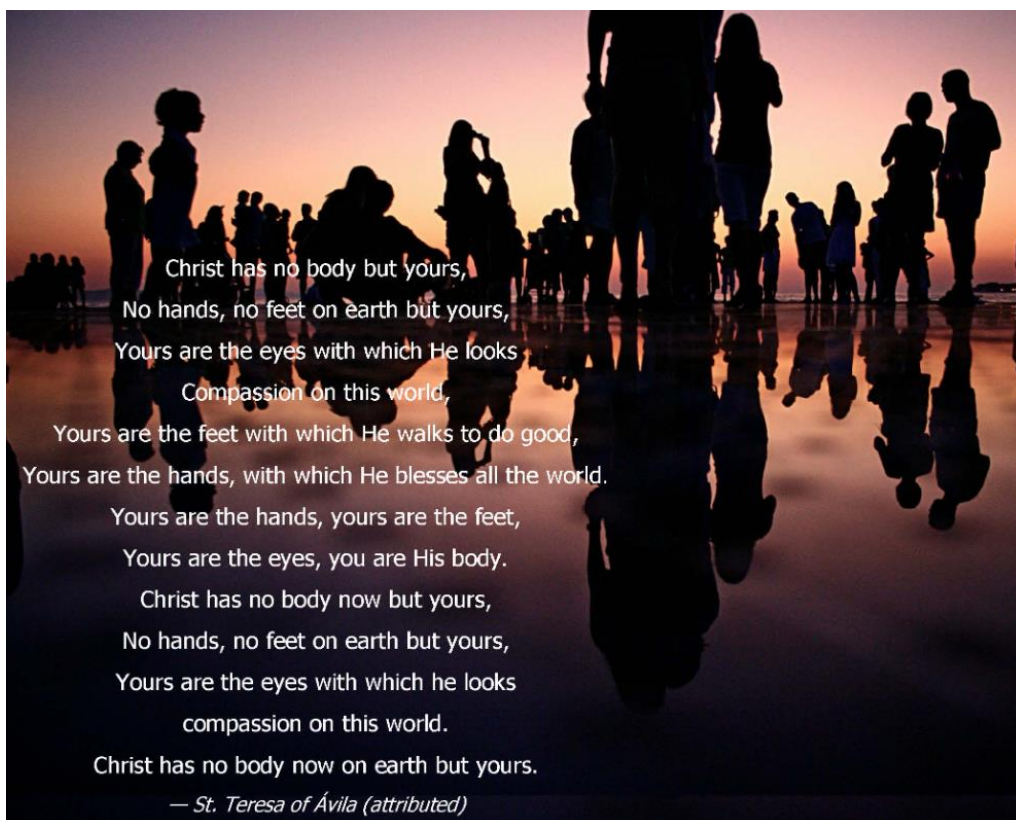 Christ has no body but yours,
No hands, no feet on earth but yours,
Yours are the eyes with which He looks
Compassion on this world,
Yours are the feet with which He walks to do good,
Yours are the hands, with which He blesses all the world.
Yours are the hands, yours are the feet,
Yours are the eyes, you are His body.
Christ has no body now but yours,
No hands, no feet on earth but yours,
Yours are the eyes with which he looks
compassion on this world.
Christ has no body now on earth but yours.
— St. Teresa of Ávila (attributed)